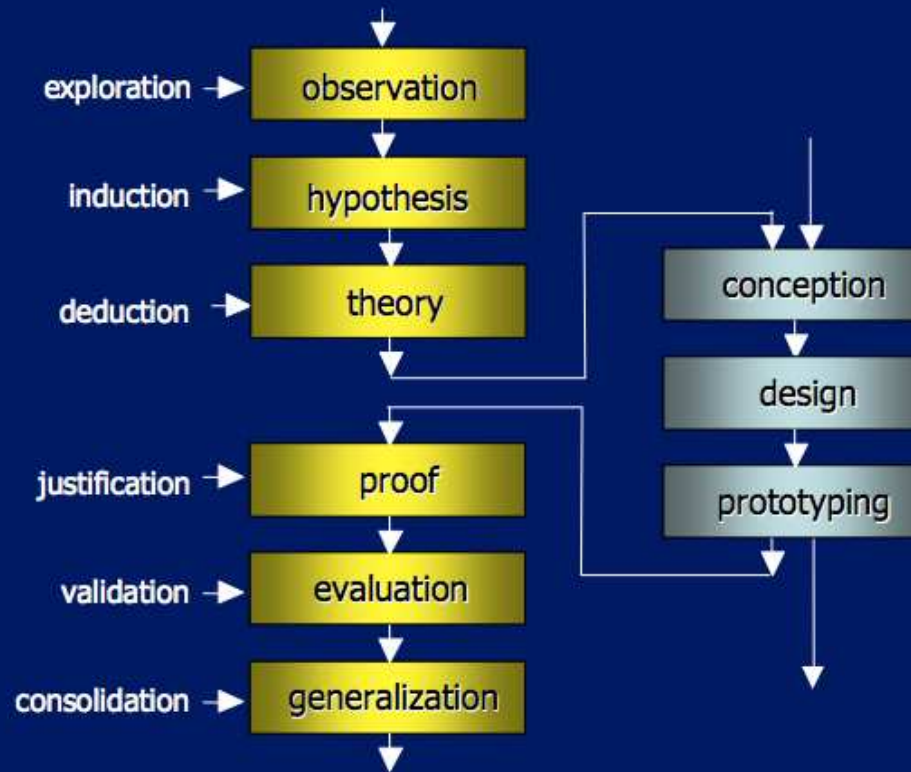 exploration
observation
induction
hypothesis
deduction
theory
conception
design
justification
proof
prototyping
validation
evaluation
consolidation
generalization